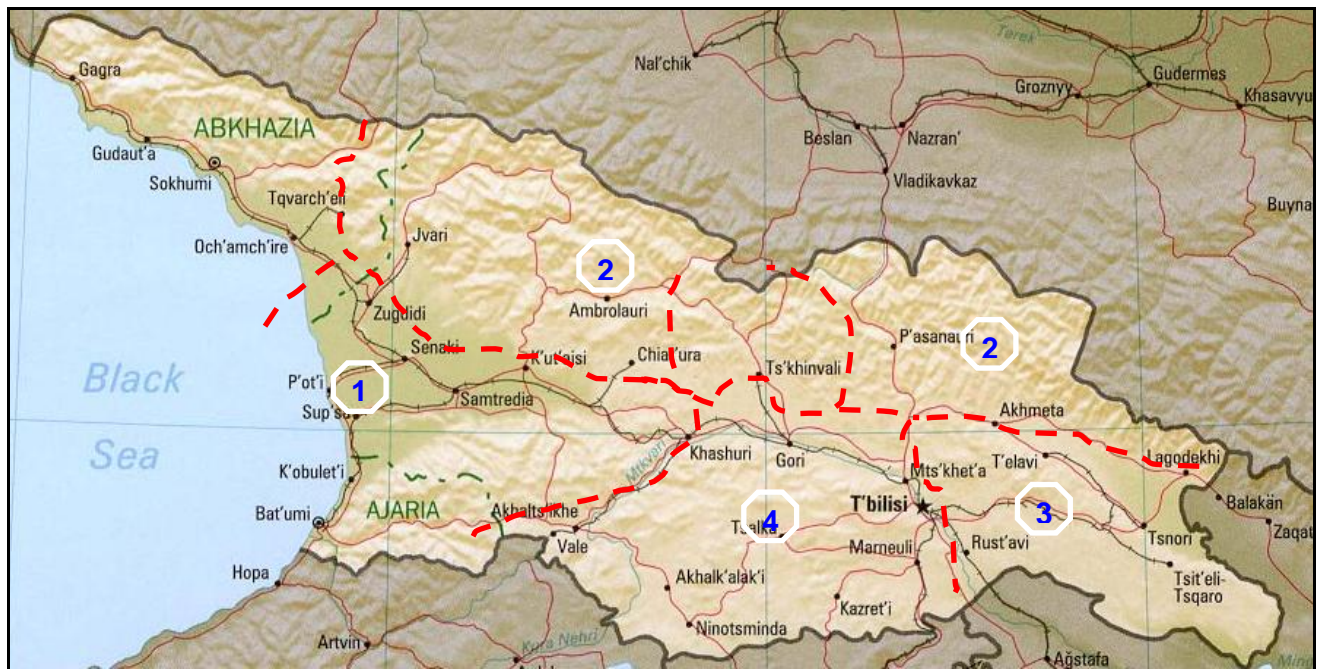 Terek
Nal'chik
Gagra
Gudermes
Groznyy
Khasavyu
ABKHAZIA
Beslan
Nazran'
Gudaut'a
Vladikavkaz
Sokhumi
Tqvarch'eli
Buyna
Och'amch'ire
Jvari
2
Ambrolauri
Zugdidi
P'asanauri
2
Senaki
K'ut'aisi
Chiat'ura
Ts'khinvali
Black
P'ot'i
1
Samtredia
Sup'sa
Akhmeta
Sea
Mtkvari
Khashuri
Gori
T'elavi
Lagodekhi
K'obulet'i
Mts'khet'a
Balakän
AJARIA
Akhalts'ikhe
T'bilisi
Bat'umi
4
3
Tsalka
Tsnori
Zaqat
Vale
Marneuli
Rust'avi
Hopa
Akhalk'alak'i
Tsit'eli-
Tsqaro
Kazret'i
Ninotsminda
Artvin
Kura Nehri
Ağstafa
Ming